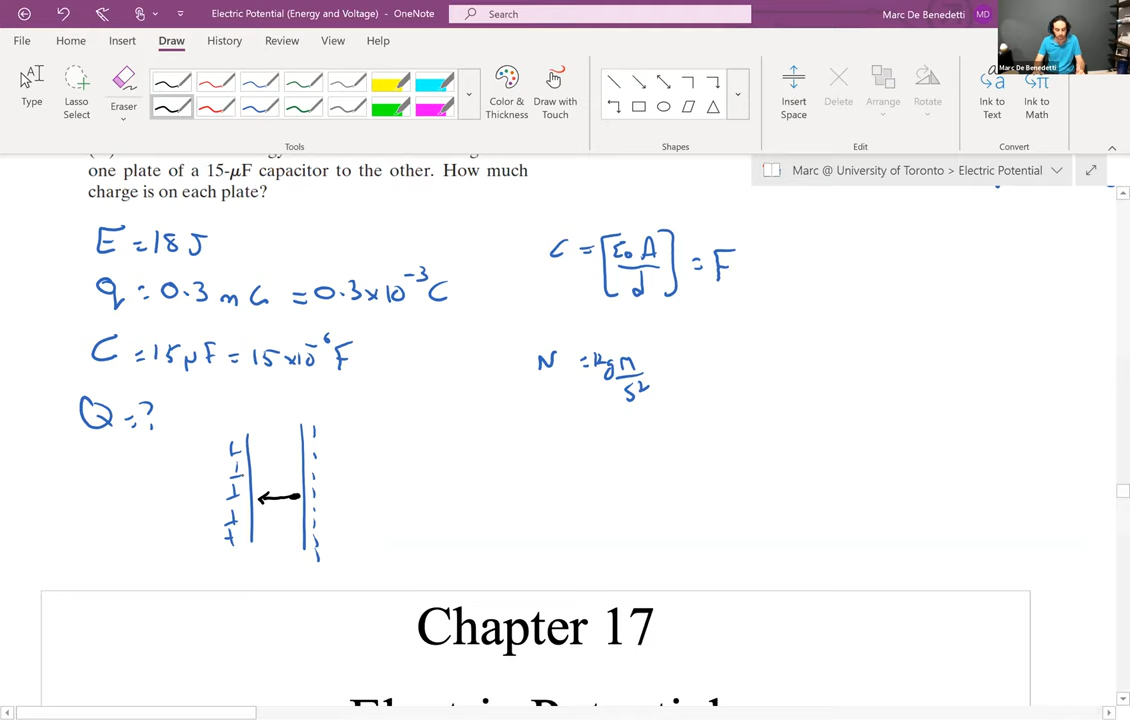 Electric Potential (Energy and Voltage) - OneNote
Search
Marc De Benedetti
MD
File
Home
Insert
Draw
History
Review
View
Help
Marc De Benedetti
Type
Lasso Select
Eraser
Color & Thickness
Draw with Touch
Insert Space
Delete
Arrange
Rotate
Ink to Text
Ink to Math
Tools
Shapes
Edit
Convert
Marc @ University of Toronto > Electric Potential
one plate of a 15-μF capacitor to the other. How much
charge is on each plate?
E = 18 J
q = 0.3 m C = 0.3 × 10⁻³ C
C = 15 μF = 15 × 10⁻⁶ F
Q = ?
C = [ε₀ A / d] = F
N = kg m / s²
Chapter 17